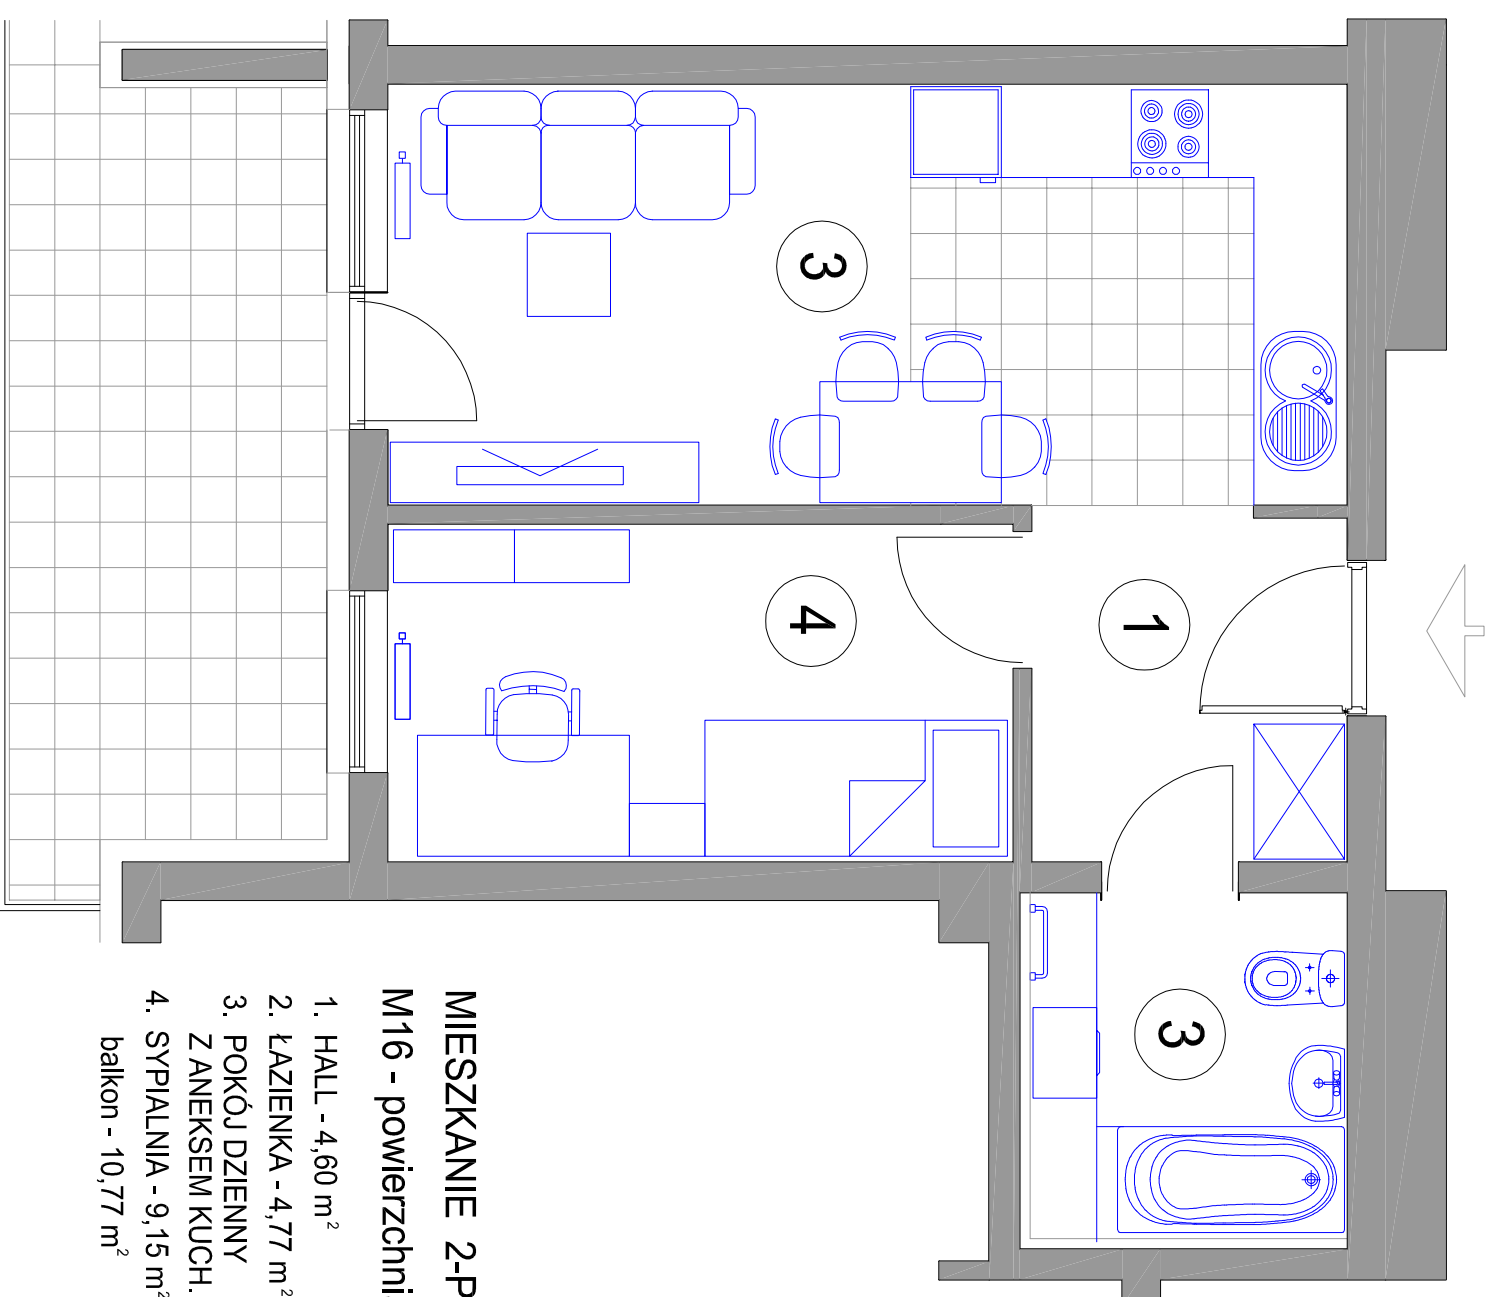 3
4
1
3
MIESZKANIE 2-P
M16 - powierzchni
1. HALL - 4,60 m²
2. ŁAZIENKA - 4,77 m²
3. POKÓJ DZIENNY
Z ANEKSEM KUCH.
4. SYPIALNIA - 9,15 m²
balkon - 10,77 m²